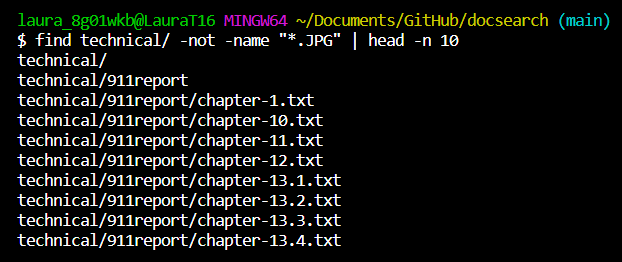 laura_8g01wkb@LauraT16 MINGW64 ~/Documents/GitHub/docsearch (main)
$ find technical/ -not -name "*.JPG" | head -n 10
technical/
technical/911report
technical/911report/chapter-1.txt
technical/911report/chapter-10.txt
technical/911report/chapter-11.txt
technical/911report/chapter-12.txt
technical/911report/chapter-13.1.txt
technical/911report/chapter-13.2.txt
technical/911report/chapter-13.3.txt
technical/911report/chapter-13.4.txt